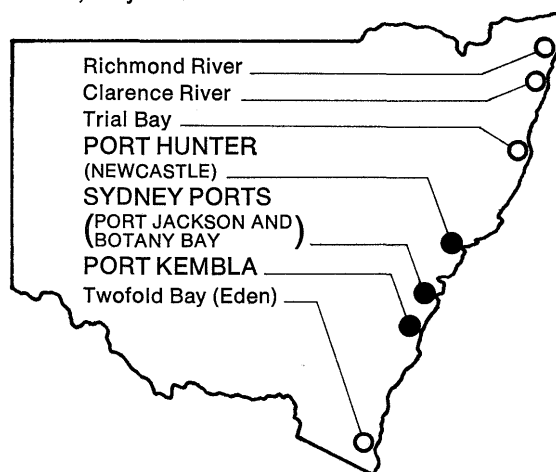 Richmond River
Clarence River
Trial Bay
PORT HUNTER
(NEWCASTLE)
SYDNEY PORTS
(PORT JACKSON AND
BOTANY BAY)
PORT KEMBLA
Twofold Bay (Eden)